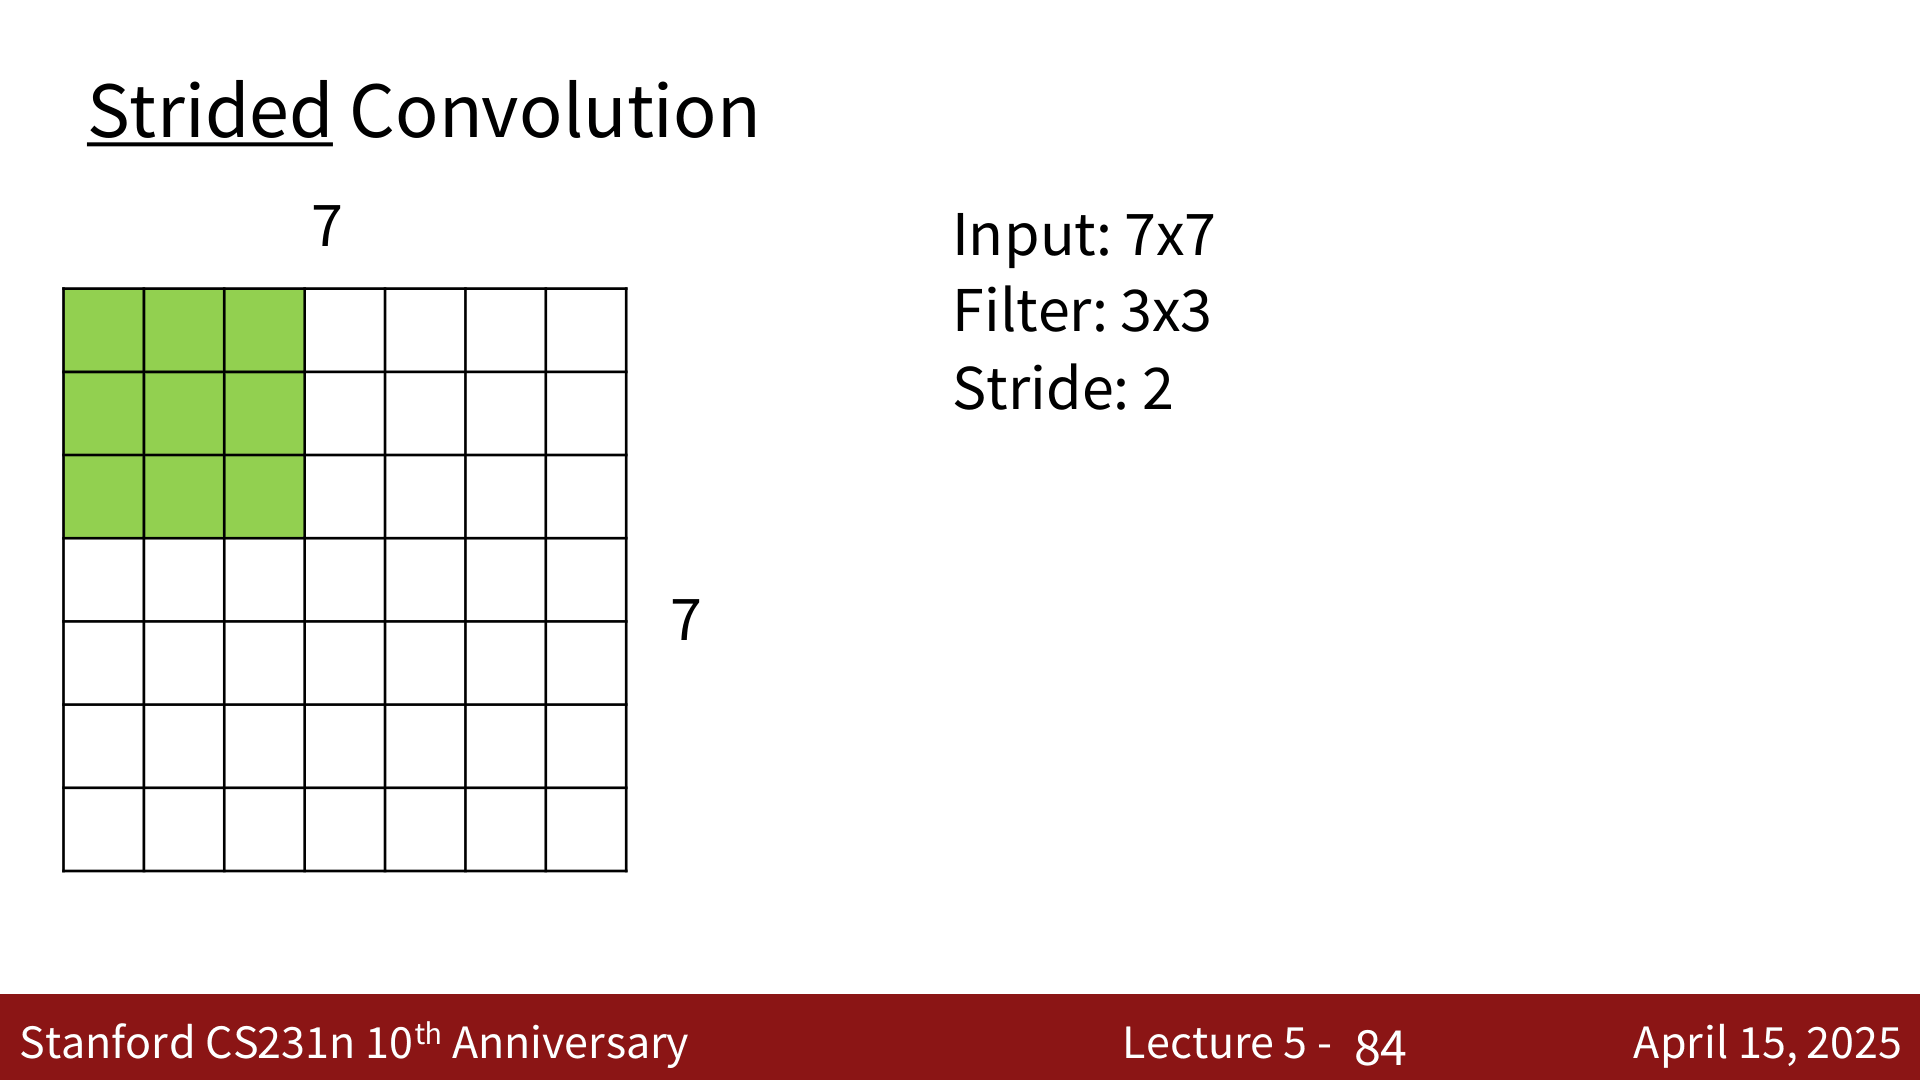 Strided Convolution
7
Input: 7x7
Filter: 3x3
Stride: 2
7
Stanford CS231n 10th Anniversary
Lecture 5 - 84
April 15, 2025